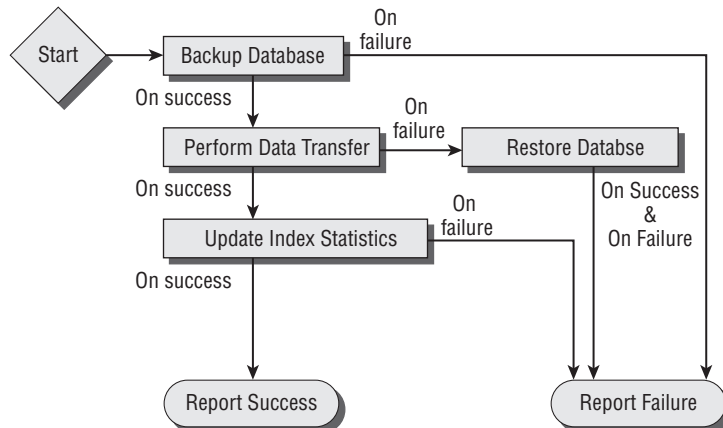 Start
Backup Database
On
failure
On success
Perform Data Transfer
On
failure
Restore Databse
On success
On Success
&
On Failure
Update Index Statistics
On
failure
On success
Report Success
Report Failure